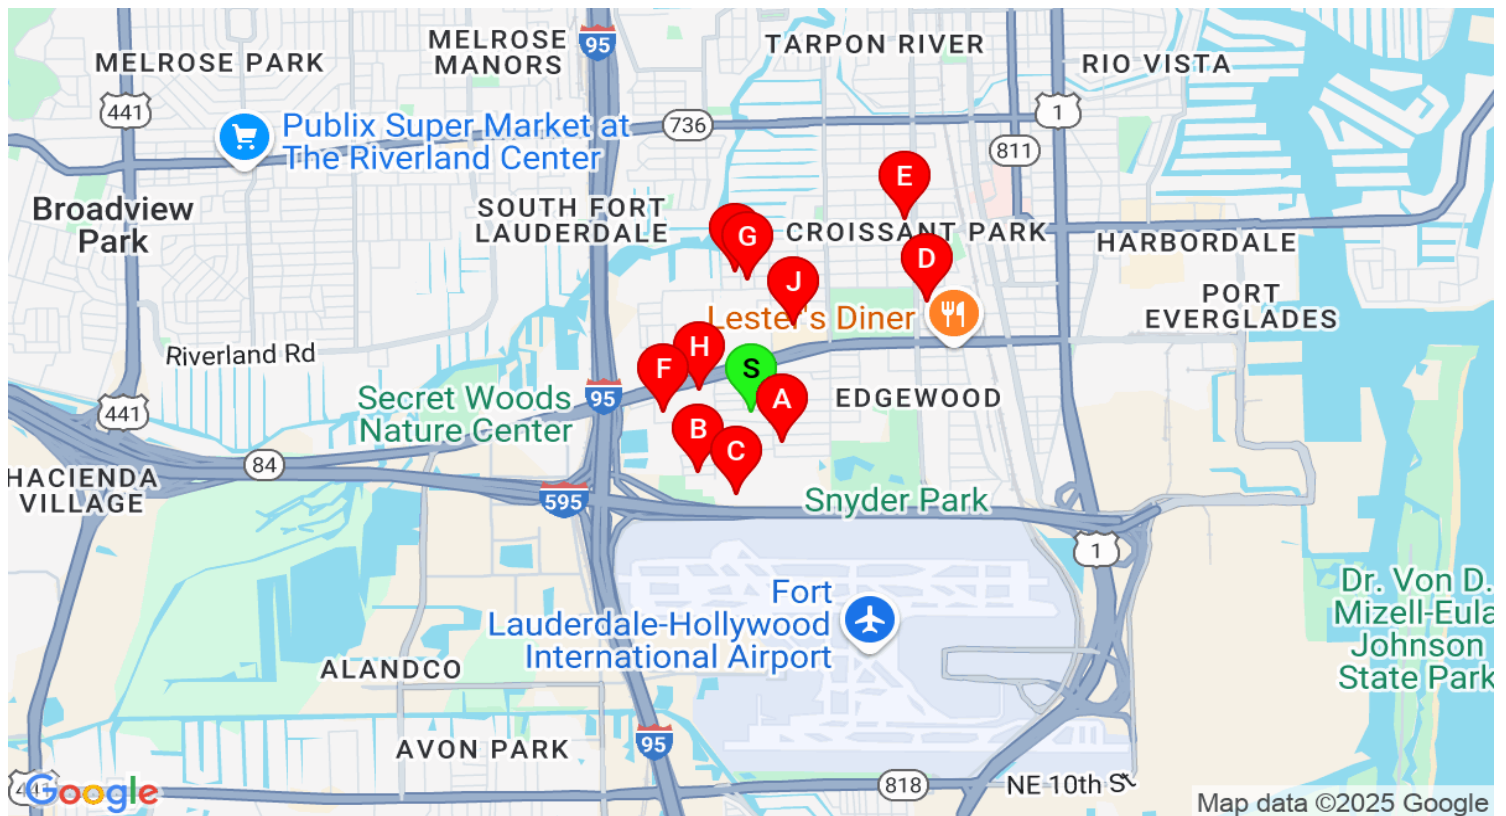 MELROSE PARK
MELROSE
MANORS
95
TARPON RIVER
RIO VISTA
441
1
Publix Super Market at
The Riverland Center
736
811
E
Broadview
Park
SOUTH FORT
LAUDERDALE
G
CROISSANT PARK
HARBORDALE
D
J
PORT
EVERGLADES
Lester's Diner
Riverland Rd
H
F
S
A
Secret Woods
Nature Center
95
EDGEWOOD
441
B
C
84
HACIENDA
VILLAGE
595
Snyder Park
1
Fort
Lauderdale-Hollywood
International Airport
Dr. Von D.
Mizell-Eula
Johnson
State Park
ALANDCO
AVON PARK
95
818
NE 10th St
441
Google
Map data ©2025 Google